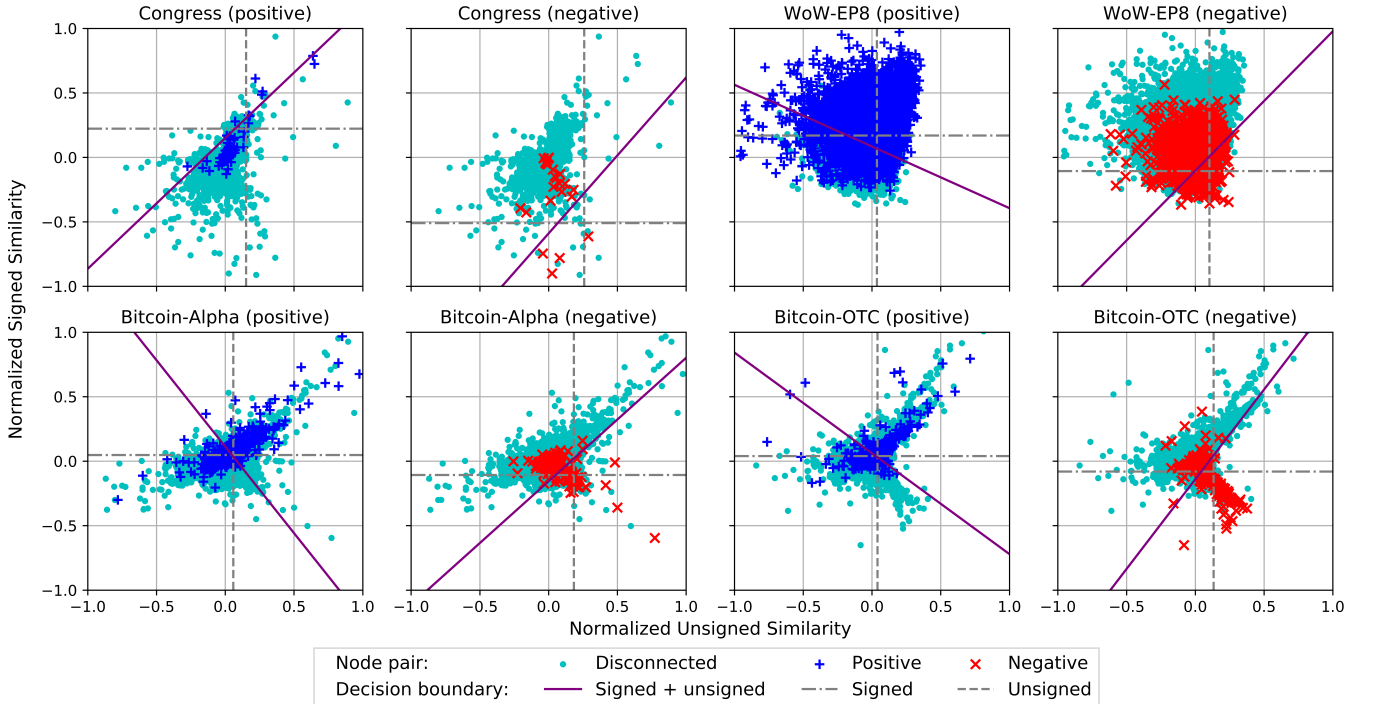 Congress (positive) Congress (negative) WoW-EP8 (positive) WoW-EP8 (negative)
1.0
0.5
0.0
−0.5
−1.0
Normalized Signed Similarity
Bitcoin-Alpha (positive) Bitcoin-Alpha (negative) Bitcoin-OTC (positive) Bitcoin-OTC (negative)
1.0
0.5
0.0
−0.5
−1.0
−1.0 −0.5 0.0 0.5 1.0 −1.0 −0.5 0.0 0.5 1.0 −1.0 −0.5 0.0 0.5 1.0 −1.0 −0.5 0.0 0.5 1.0
Normalized Unsigned Similarity
Node pair: Disconnected Positive Negative
Decision boundary: Signed + unsigned Signed Unsigned